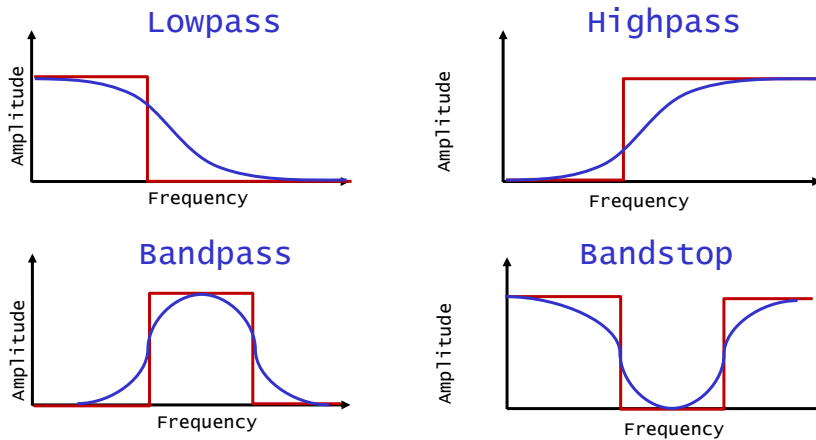 Lowpass
Amplitude
Frequency
Highpass
Amplitude
Frequency
Bandpass
Amplitude
Frequency
Bandstop
Amplitude
Frequency